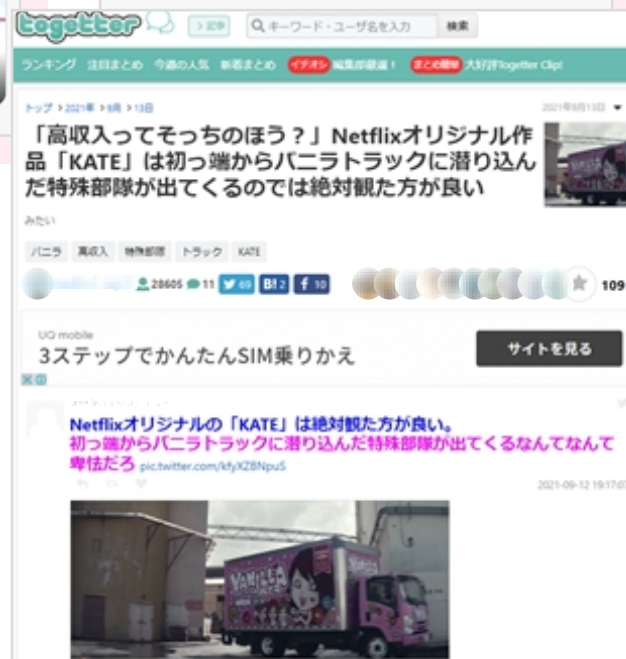 togetter
記事
キーワード・ユーザ名を入力
検索
ランキング 注目まとめ 今週の人気 新着まとめ イチオシ 編集部厳選! まとめ職募 大好評Togetter Clip!
トップ 2021年 9月 13日
2021年9月13日
「高収入ってそっちのほう?」Netflixオリジナル作
品「KATE」は初っ端からバニラトラックに潜り込ん
だ特殊部隊が出てくるのでは絶対観た方が良い
みたい
バニラ 高収入 特殊部隊 トラック KATE
28605 11 69 B! 2 f 10
109
UQ mobile
3ステップでかんたんSIM乗りかえ
サイトを見る
Netflixオリジナルの「KATE」は絶対観た方が良い。
初っ端からバニラトラックに潜り込んだ特殊部隊が出てくるなんてなんて
卑怯だろ pic.twitter.com/kfyXZBNpuS
2021-09-12 19:17:0
VANILLA